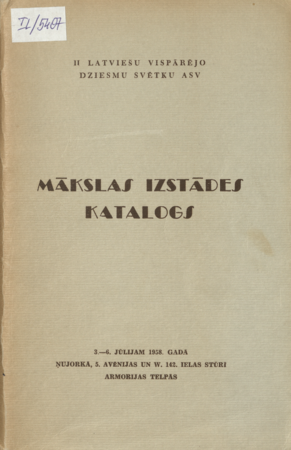 II/5467
II LATVIEŠU VISPĀRĒJO
DZIESMU SVĒTKU ASV
MĀKSLAS IZSTĀDES
KATALOGS
3.—6. JŪLIJAM 1958. GADĀ
ŅUJORKĀ, 5. AVENIJAS UN W. 142. IELAS STŪRĪ
ARMORIJAS TELPĀS